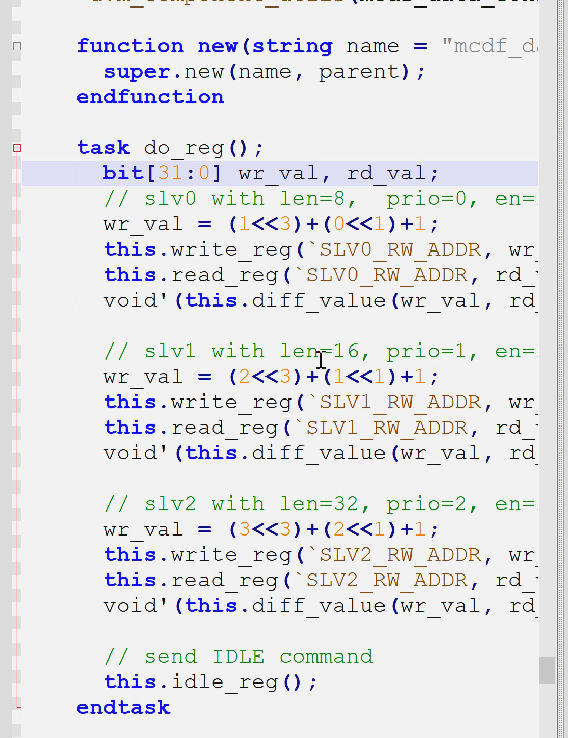 function new(string name = "mcdf_d
super.new(name, parent);
endfunction
task do_reg();
bit[31:0] wr_val, rd_val;
// slv0 with len=8,  prio=0, en=
wr_val = (1<<3)+(0<<1)+1;
this.write_reg(`SLV0_RW_ADDR, wr_
this.read_reg(`SLV0_RW_ADDR, rd_
void'(this.diff_value(wr_val, rd_
// slv1 with len=16, prio=1, en=
wr_val = (2<<3)+(1<<1)+1;
this.write_reg(`SLV1_RW_ADDR, wr_
this.read_reg(`SLV1_RW_ADDR, rd_
void'(this.diff_value(wr_val, rd_
// slv2 with len=32, prio=2, en=
wr_val = (3<<3)+(2<<1)+1;
this.write_reg(`SLV2_RW_ADDR, wr_
this.read_reg(`SLV2_RW_ADDR, rd_
void'(this.diff_value(wr_val, rd_
// send IDLE command
this.idle_reg();
endtask